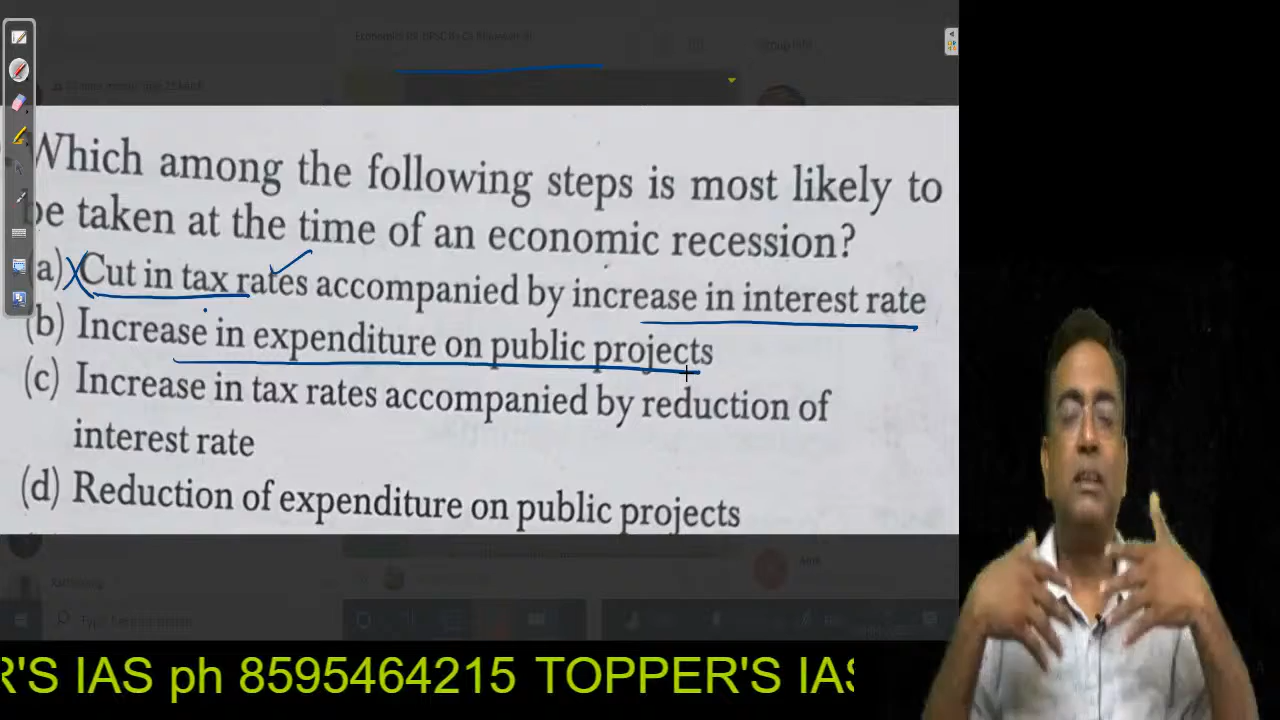 Which among the following steps is most likely to
be taken at the time of an economic recession?
(a) Cut in tax rates accompanied by increase in interest rate
(b) Increase in expenditure on public projects
(c) Increase in tax rates accompanied by reduction of
interest rate
(d) Reduction of expenditure on public projects
R'S IAS ph 8595464215 TOPPER'S IAS